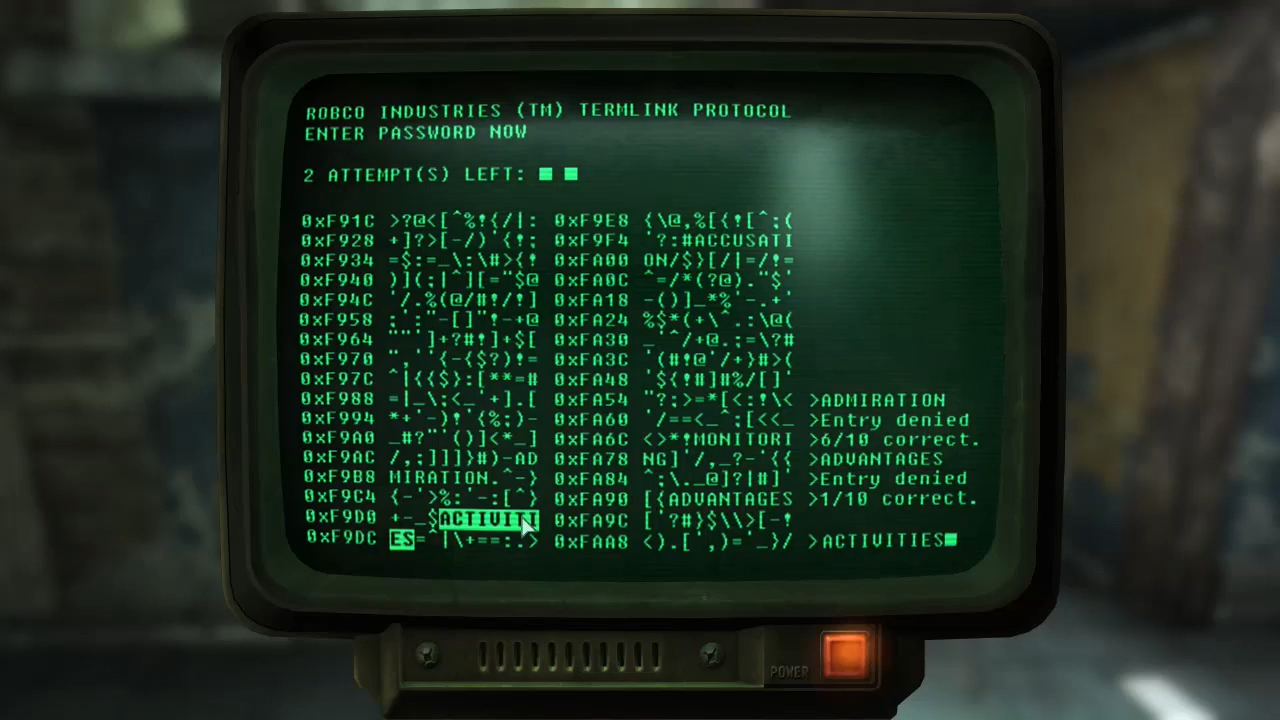 ROBCO INDUSTRIES (TM) TERMLINK PROTOCOL
ENTER PASSWORD NOW
2 ATTEMPT(S) LEFT: ■ ■
0xF91C >?@<[^%!{/|: 0xF9E8 {\@,%[{![^;(
0xF928 +]?>[-/)'{!; 0xF9F4 '?:#ACCUSATI
0xF934 =$:=_\:\#>{! 0xFA00 ON/$}[/|=/!=
0xF940 )](;|^][="$@ 0xFA0C ^=/*(?@)."$'
0xF94C '/.%(@/#!/!] 0xFA18 -()]_*%'-.+'
0xF958 ;':"-[]"!-+@ 0xFA24 %$*(+\^.:\@(
0xF964 ""']+?#!]+$[ 0xFA30 _'^/+@.;=\?#
0xF970 ",''{-{$?)!= 0xFA3C '(#!@'/+}#>(
0xF97C ^|{{$}:[**=# 0xFA48 '${!#]#%/[]'
0xF988 =|_\;<_'+].[ 0xFA54 "?;>=*[<:!\< >ADMIRATION
0xF994 *+'-)!'{%;)- 0xFA60 '/==<_^;[<<_ >Entry denied
0xF9A0 _#?"'()]<*_] 0xFA6C <>*!MONITORI >6/10 correct.
0xF9AC /,;]]]}#)-AD 0xFA78 NG]'/,_?-'{{ >ADVANTAGES
0xF9B8 MIRATION.^-} 0xFA84 ^;\._@]?|#]' >Entry denied
0xF9C4 {-'>%:'-:[^} 0xFA90 [{ADVANTAGES >1/10 correct.
0xF9D0 +-_$ACTIVITI 0xFA9C ['?#}$\\>[-!
0xF9DC ES=^|\+==:.> 0xFAA8 <).[',)='_}/ >ACTIVITIES■
POWER